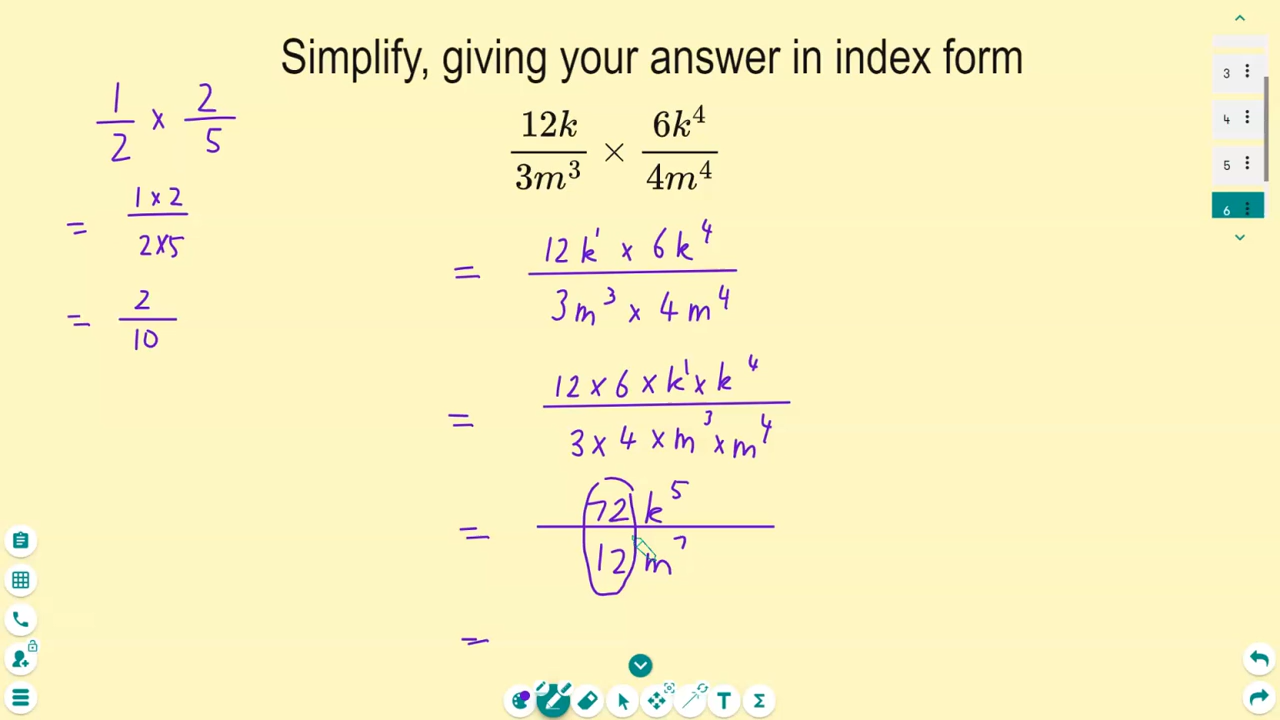 Simplify, giving your answer in index form
1/2 x 2/5
= 1 x 2 / 2 x 5
= 2/10
12k/3m³ × 6k⁴/4m⁴
= 12k¹ x 6k⁴ / 3m³ x 4m⁴
= 12 x 6 x k¹ x k⁴ / 3 x 4 x m³ x m⁴
= 72k⁵ / 12m⁷
=
3
4
5
6
T
Σ